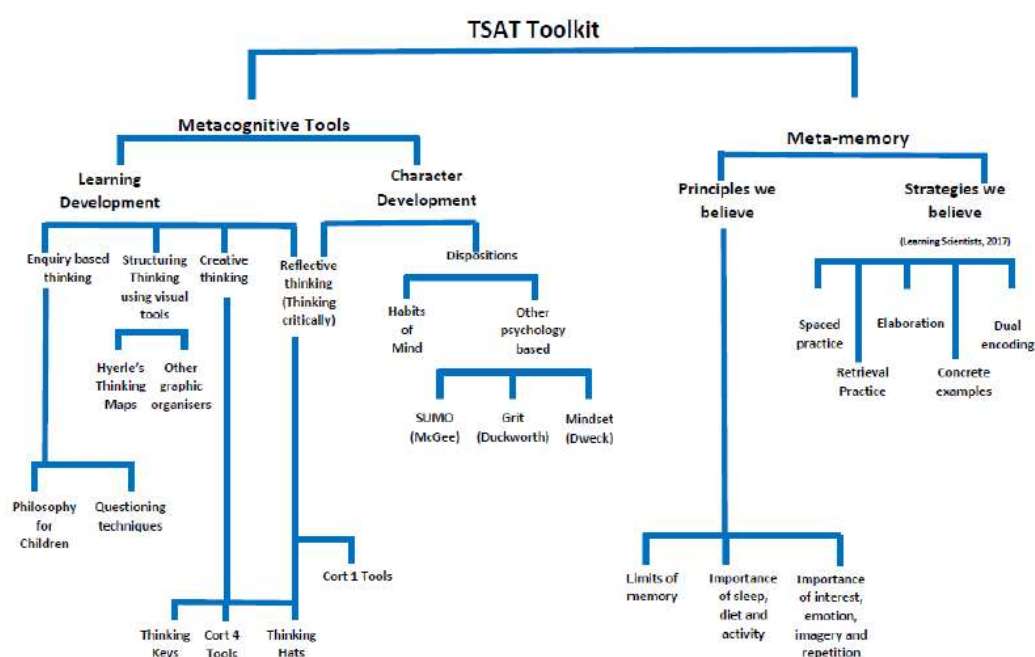 TSAT Toolkit
Metacognitive Tools
Meta-memory
Learning
Development
Character
Development
Principles we
believe
Strategies we
believe
(Learning Scientists, 2017)
Enquiry based
thinking
Structuring
Thinking
using visual
tools
Creative
thinking
Reflective
thinking
(Thinking
critically)
Dispositions
Habits
of
Mind
Other
psychology
based
Spaced
practice
Retrieval
Practice
Elaboration
Concrete
examples
Dual
encoding
Hyerle's
Thinking
Maps
Other
graphic
organisers
SUMO
(McGee)
Grit
(Duckworth)
Mindset
(Dweck)
Philosophy
for
Children
Questioning
techniques
Cort 1 Tools
Limits of
memory
Importance
of sleep,
diet and
activity
Importance
of interest,
emotion,
imagery and
repetition
Thinking
Keys
Cort 4
Tools
Thinking
Hats